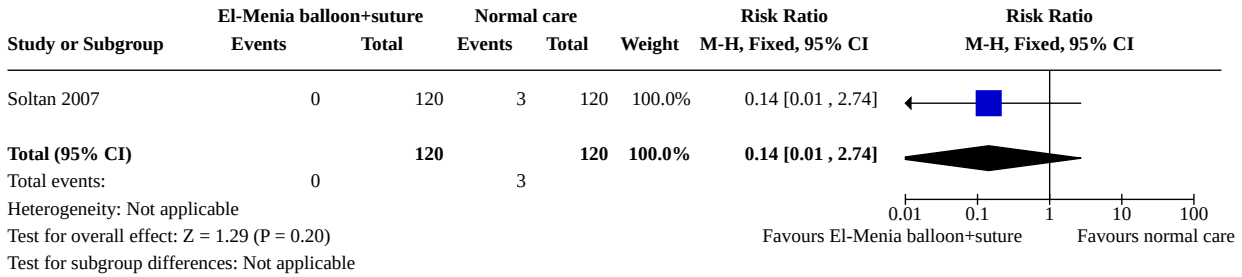 El-Menia balloon+suture Normal care Risk Ratio Risk Ratio
Study or Subgroup Events Total Events Total Weight M-H, Fixed, 95% CI M-H, Fixed, 95% CI
Soltan 2007 0 120 3 120 100.0% 0.14 [0.01 , 2.74]
Total (95% CI) 120 120 100.0% 0.14 [0.01 , 2.74]
Total events: 0 3
Heterogeneity: Not applicable 0.01 0.1 1 10 100
Test for overall effect: Z = 1.29 (P = 0.20) Favours El-Menia balloon+suture Favours normal care
Test for subgroup differences: Not applicable